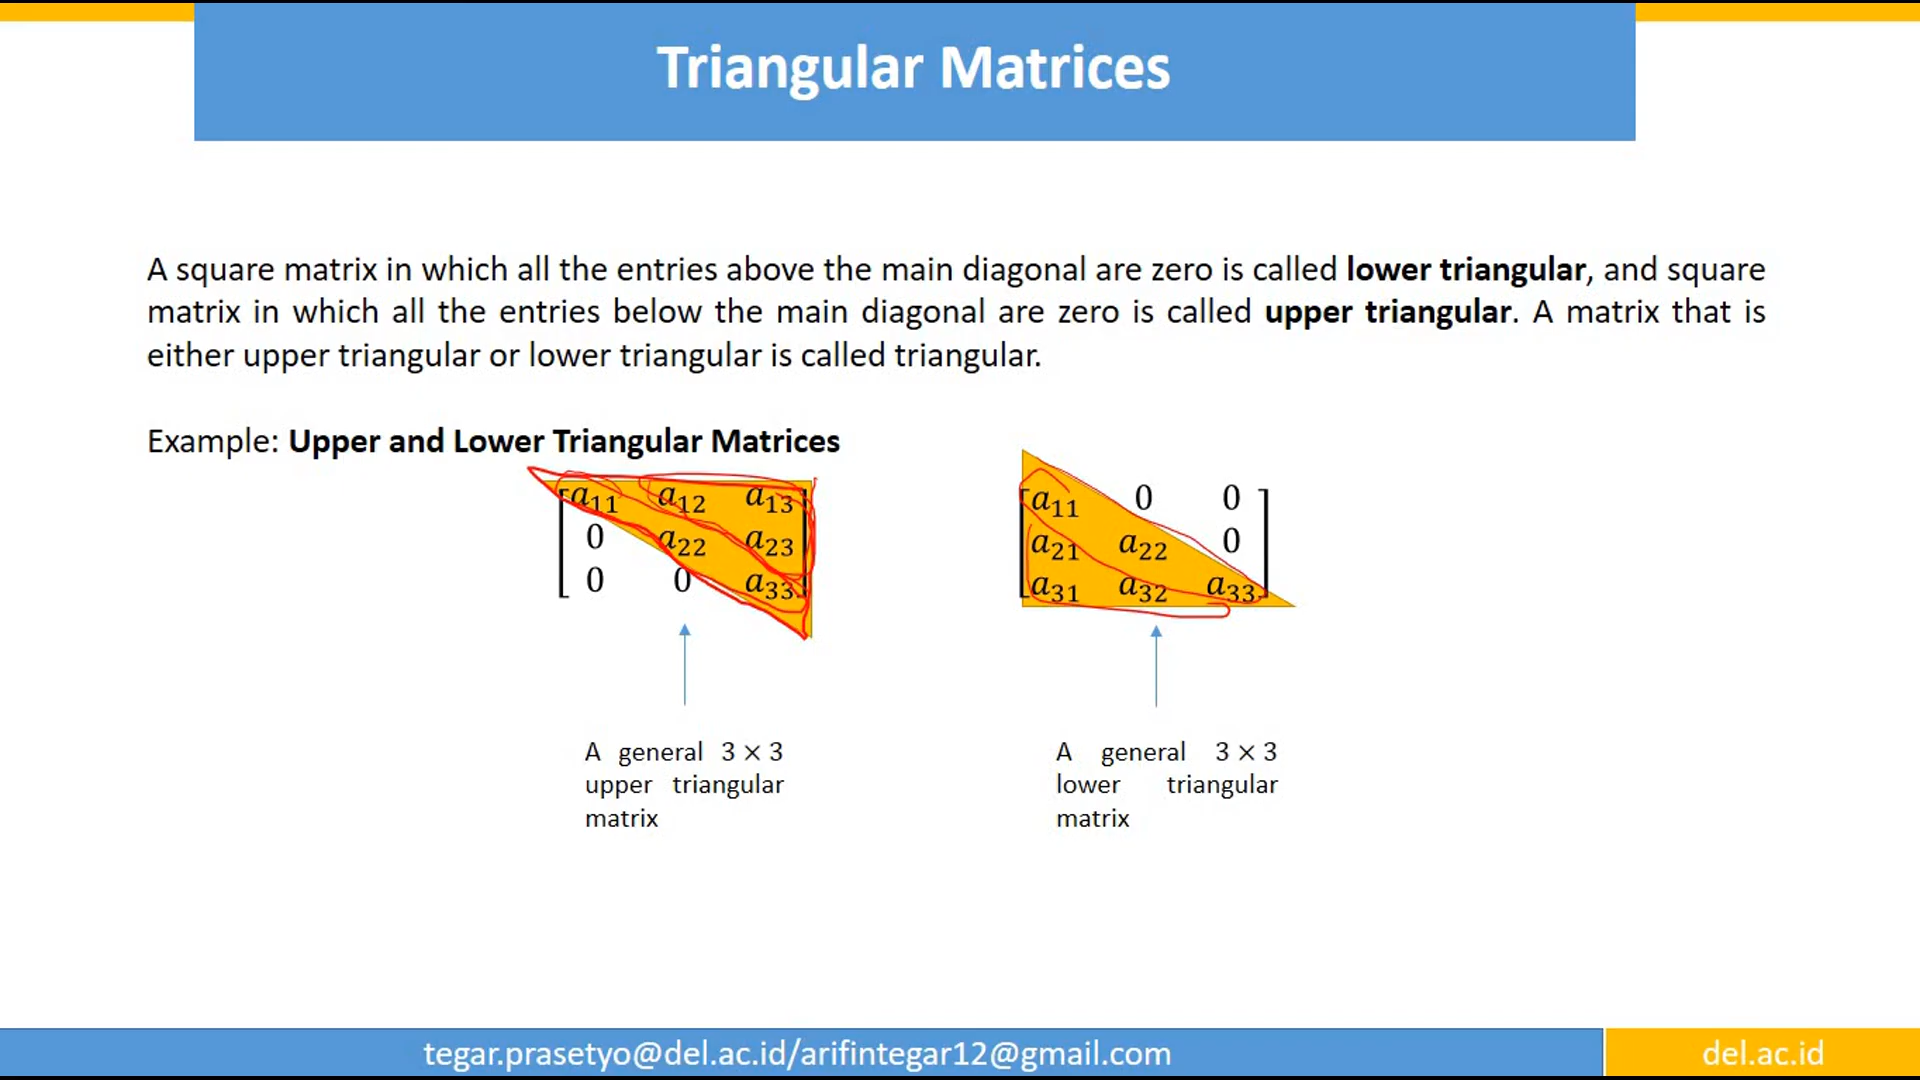 Triangular Matrices
A square matrix in which all the entries above the main diagonal are zero is called lower triangular, and square
matrix in which all the entries below the main diagonal are zero is called upper triangular. A matrix that is
either upper triangular or lower triangular is called triangular.
Example: Upper and Lower Triangular Matrices
a11 a12 a13
0 a22 a23
0 0 a33
a11 0 0
a21 a22 0
a31 a32 a33
A general 3 × 3
upper triangular
matrix
A general 3 × 3
lower triangular
matrix
tegar.prasetyo@del.ac.id/arifintegar12@gmail.com
del.ac.id